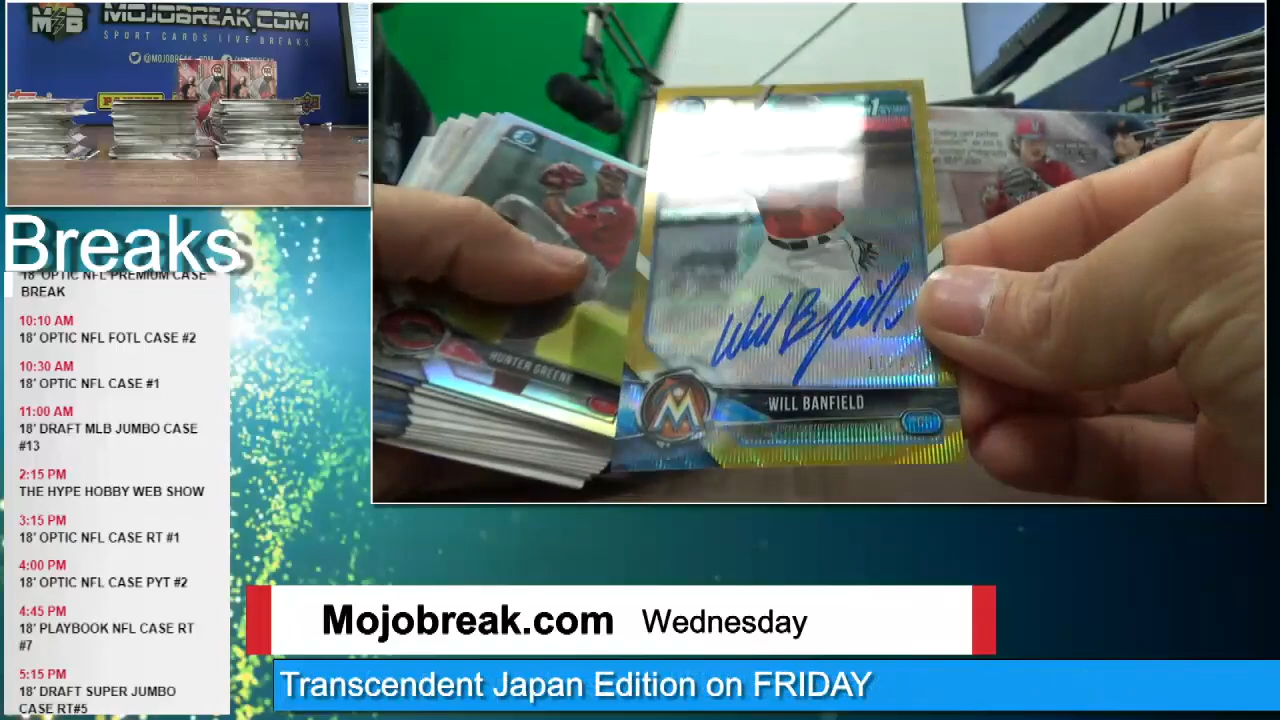 MOJOBREAK.COM
SPORT CARDS LIVE BREAKS
Breaks
18' OPTIC NFL PREMIUM CASE
BREAK
10:10 AM
18' OPTIC NFL FOTL CASE #2
10:30 AM
18' OPTIC NFL CASE #1
11:00 AM
18' DRAFT MLB JUMBO CASE
#13
2:15 PM
THE HYPE HOBBY WEB SHOW
3:15 PM
18' OPTIC NFL CASE RT #1
4:00 PM
18' OPTIC NFL CASE PYT #2
4:45 PM
18' PLAYBOOK NFL CASE RT
#7
5:15 PM
18' DRAFT SUPER JUMBO
CASE RT#5
HUNTER GREENE
Will Banfield
WILL BANFIELD
Mojobreak.com Wednesday
Transcendent Japan Edition on FRIDAY